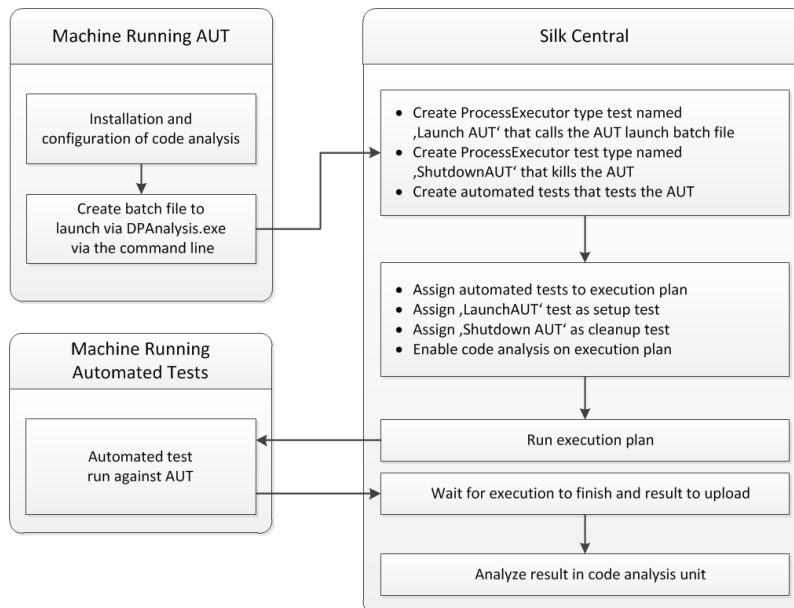 Machine Running AUT
Installation and
configuration of code analysis
Create batch file to
launch via DPAnalysis.exe
via the command line
Silk Central
• Create ProcessExecutor type test named
‚Launch AUT‘ that calls the AUT launch batch file
• Create ProcessExecutor test type named
‚ShutdownAUT‘ that kills the AUT
• Create automated tests that tests the AUT
• Assign automated tests to execution plan
• Assign ‚LaunchAUT‘ test as setup test
• Assign ‚Shutdown AUT‘ as cleanup test
• Enable code analysis on execution plan
Machine Running
Automated Tests
Automated test
run against AUT
Run execution plan
Wait for execution to finish and result to upload
Analyze result in code analysis unit